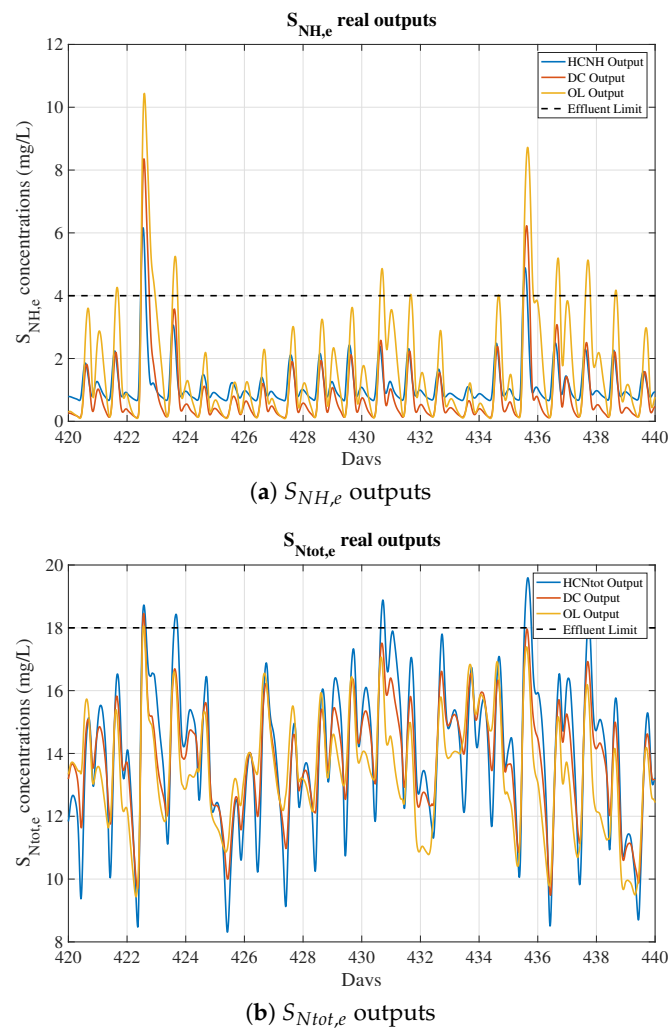 S_NH,e real outputs
12
10
8
6
4
2
0
S_NH,e concentrations (mg/L)
HCNH Output
DC Output
OL Output
Effluent Limit
420 422 424 426 428 430 432 434 436 438 440
Days
(a) S_NH,e outputs
S_Ntot,e real outputs
20
18
16
14
12
10
8
S_Ntot,e concentrations (mg/L)
HCNtot Output
DC Output
OL Output
Effluent Limit
420 422 424 426 428 430 432 434 436 438 440
Days
(b) S_Ntot,e outputs